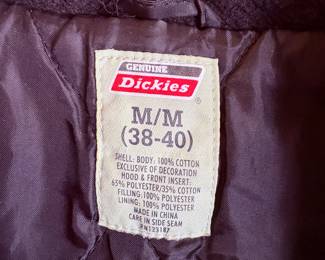 GENUINE
Dickies
®
M/M
(38-40)
SHELL: BODY: 100% COTTON
EXCLUSIVE OF DECORATION
HOOD & FRONT INSERT:
65% POLYESTER/35% COTTON
FILLING: 100% POLYESTER
LINING: 100% POLYESTER
MADE IN CHINA
CARE IN SIDE SEAM